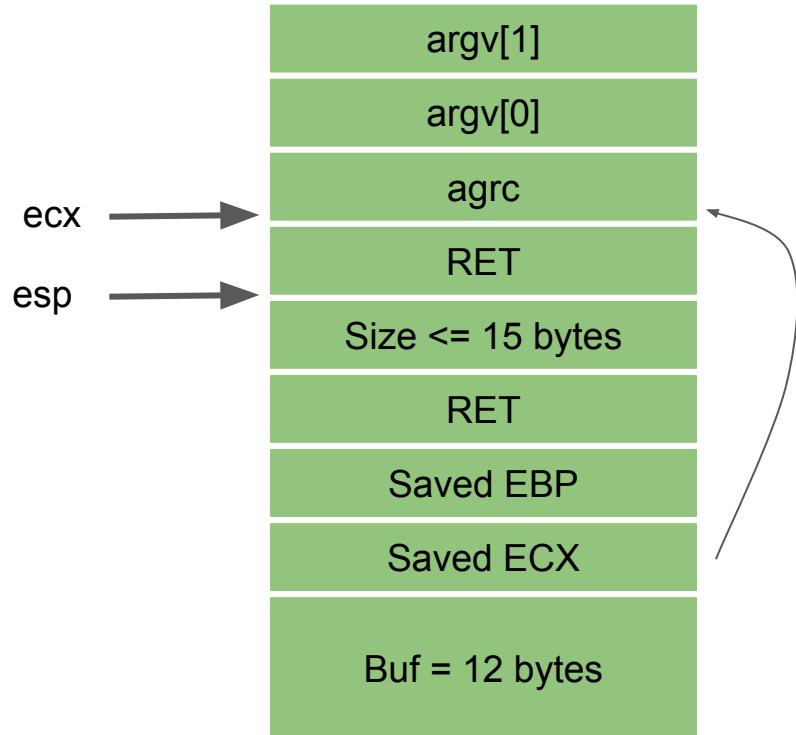 argv[1]
argv[0]
agrc
ecx
RET
esp
Size <= 15 bytes
RET
Saved EBP
Saved ECX
Buf = 12 bytes